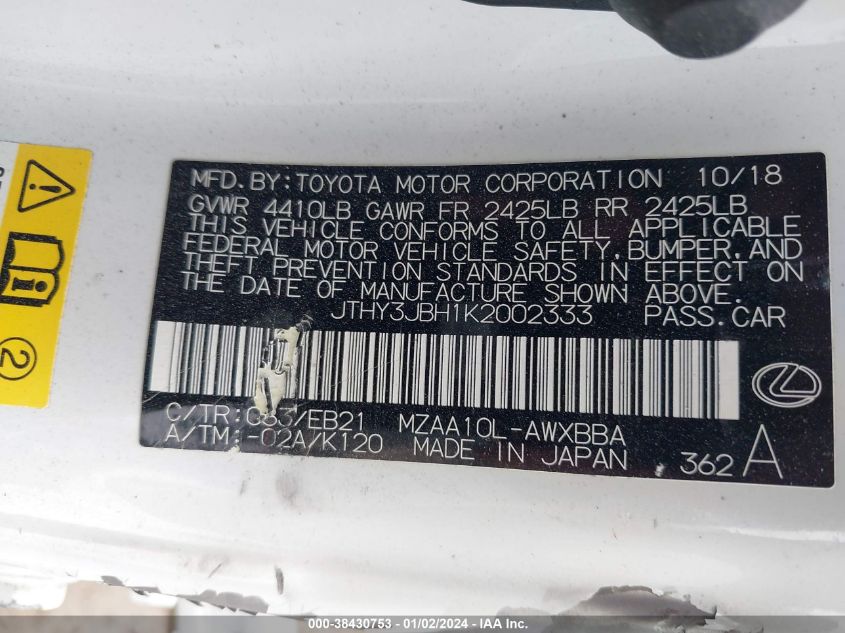 MFD.BY:TOYOTA MOTOR CORPORATION 10/18
GVWR 4410LB GAWR FR 2425LB RR 2425LB
THIS VEHICLE CONFORMS TO ALL APPLICABLE
FEDERAL MOTOR VEHICLE SAFETY,BUMPER,AND
THEFT PREVENTION STANDARDS IN EFFECT ON
THE DATE OF MANUFACTURE SHOWN ABOVE.
JTHY3JBH1K2002333 PASS.CAR
C/TR: /EB21 MZAA10L-AWXBBA
A/TM:-02A/K120 MADE IN JAPAN 362 A
2
000-38430753 - 01/02/2024 - © IAA, Inc.